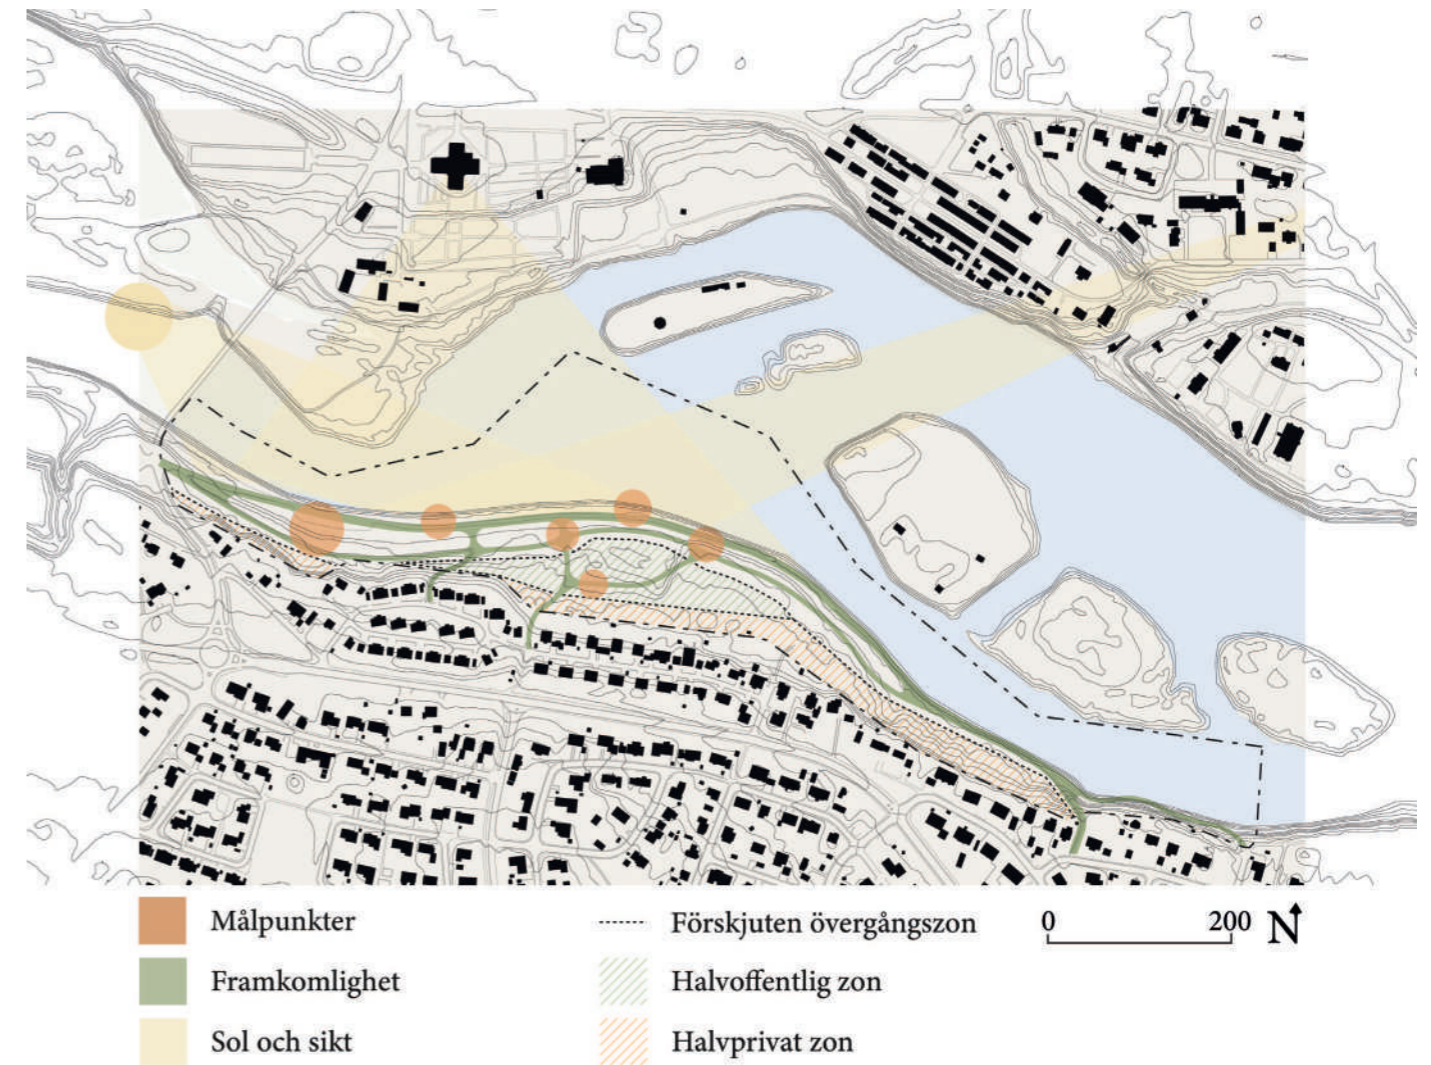 Målpunkter
Framkomlighet
Sol och sikt
Förskjuten övergångszon
Halvoffentlig zon
Halvprivat zon
0 200 N